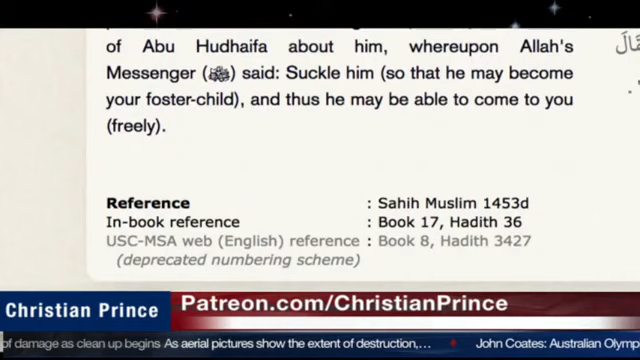 of Abu Hudhaifa about him, whereupon Allah's
Messenger (ﷺ) said: Suckle him (so that he may become
your foster-child), and thus he may be able to come to you
(freely).
Reference : Sahih Muslim 1453d
In-book reference : Book 17, Hadith 36
USC-MSA web (English) reference : Book 8, Hadith 3427
(deprecated numbering scheme)
Christian Prince
Patreon.com/ChristianPrince
of damage as clean up begins As aerial pictures show the extent of destruction,... John Coates: Australian Olymp